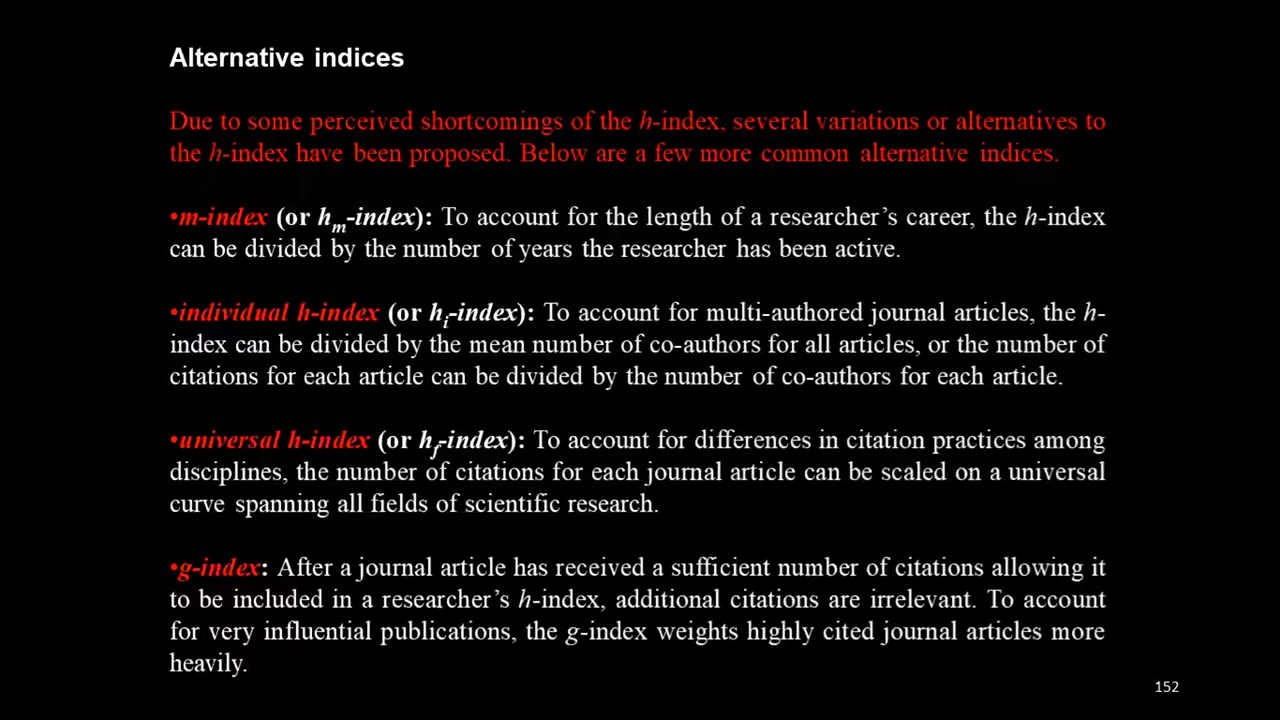 Alternative indices
Due to some perceived shortcomings of the h-index, several variations or alternatives to
the h-index have been proposed. Below are a few more common alternative indices.
•m-index (or hm-index): To account for the length of a researcher’s career, the h-index
can be divided by the number of years the researcher has been active.
•individual h-index (or hi-index): To account for multi-authored journal articles, the h-
index can be divided by the mean number of co-authors for all articles, or the number of
citations for each article can be divided by the number of co-authors for each article.
•universal h-index (or hf-index): To account for differences in citation practices among
disciplines, the number of citations for each journal article can be scaled on a universal
curve spanning all fields of scientific research.
•g-index: After a journal article has received a sufficient number of citations allowing it
to be included in a researcher’s h-index, additional citations are irrelevant. To account
for very influential publications, the g-index weights highly cited journal articles more
heavily.
152